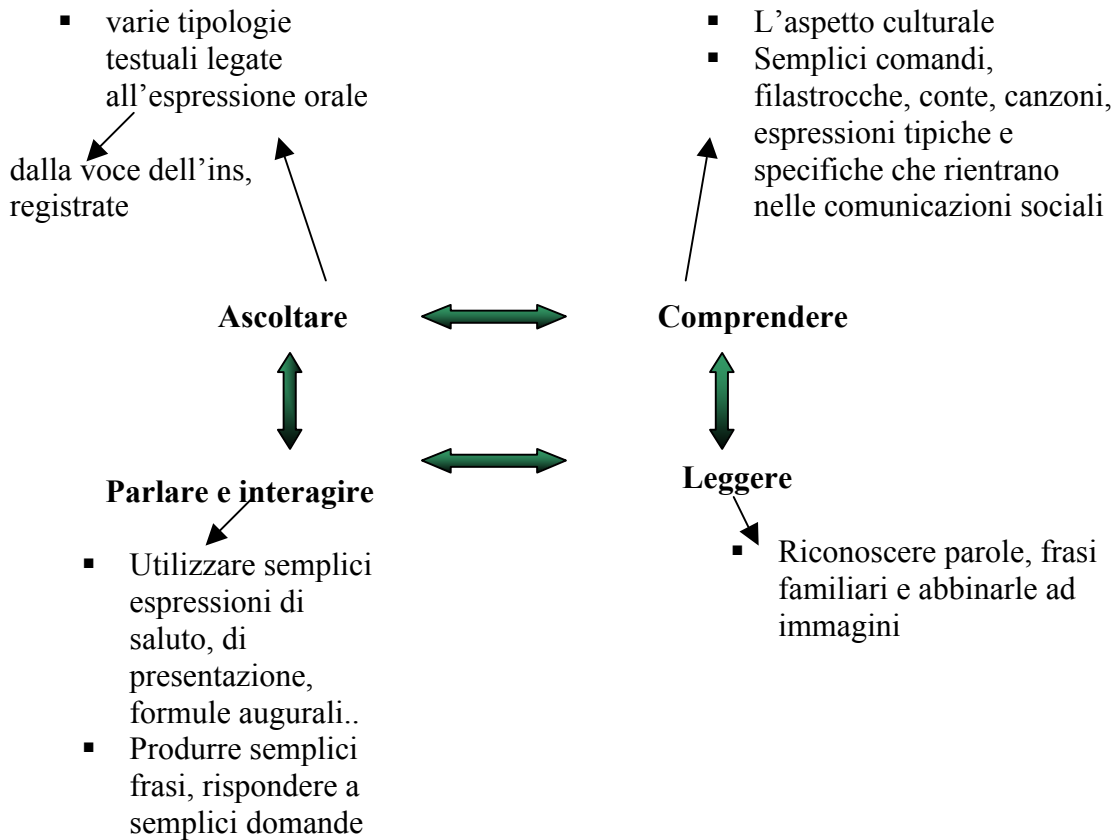 ▪ varie tipologie
testuali legate
all’espressione orale
dalla voce dell’ins,
registrate
▪ L’aspetto culturale
▪ Semplici comandi,
filastrocche, conte, canzoni,
espressioni tipiche e
specifiche che rientrano
nelle comunicazioni sociali
Ascoltare
Comprendere
Parlare e interagire
Leggere
▪ Utilizzare semplici
espressioni di
saluto, di
presentazione,
formule augurali..
▪ Produrre semplici
frasi, rispondere a
semplici domande
▪ Riconoscere parole, frasi
familiari e abbinarle ad
immagini